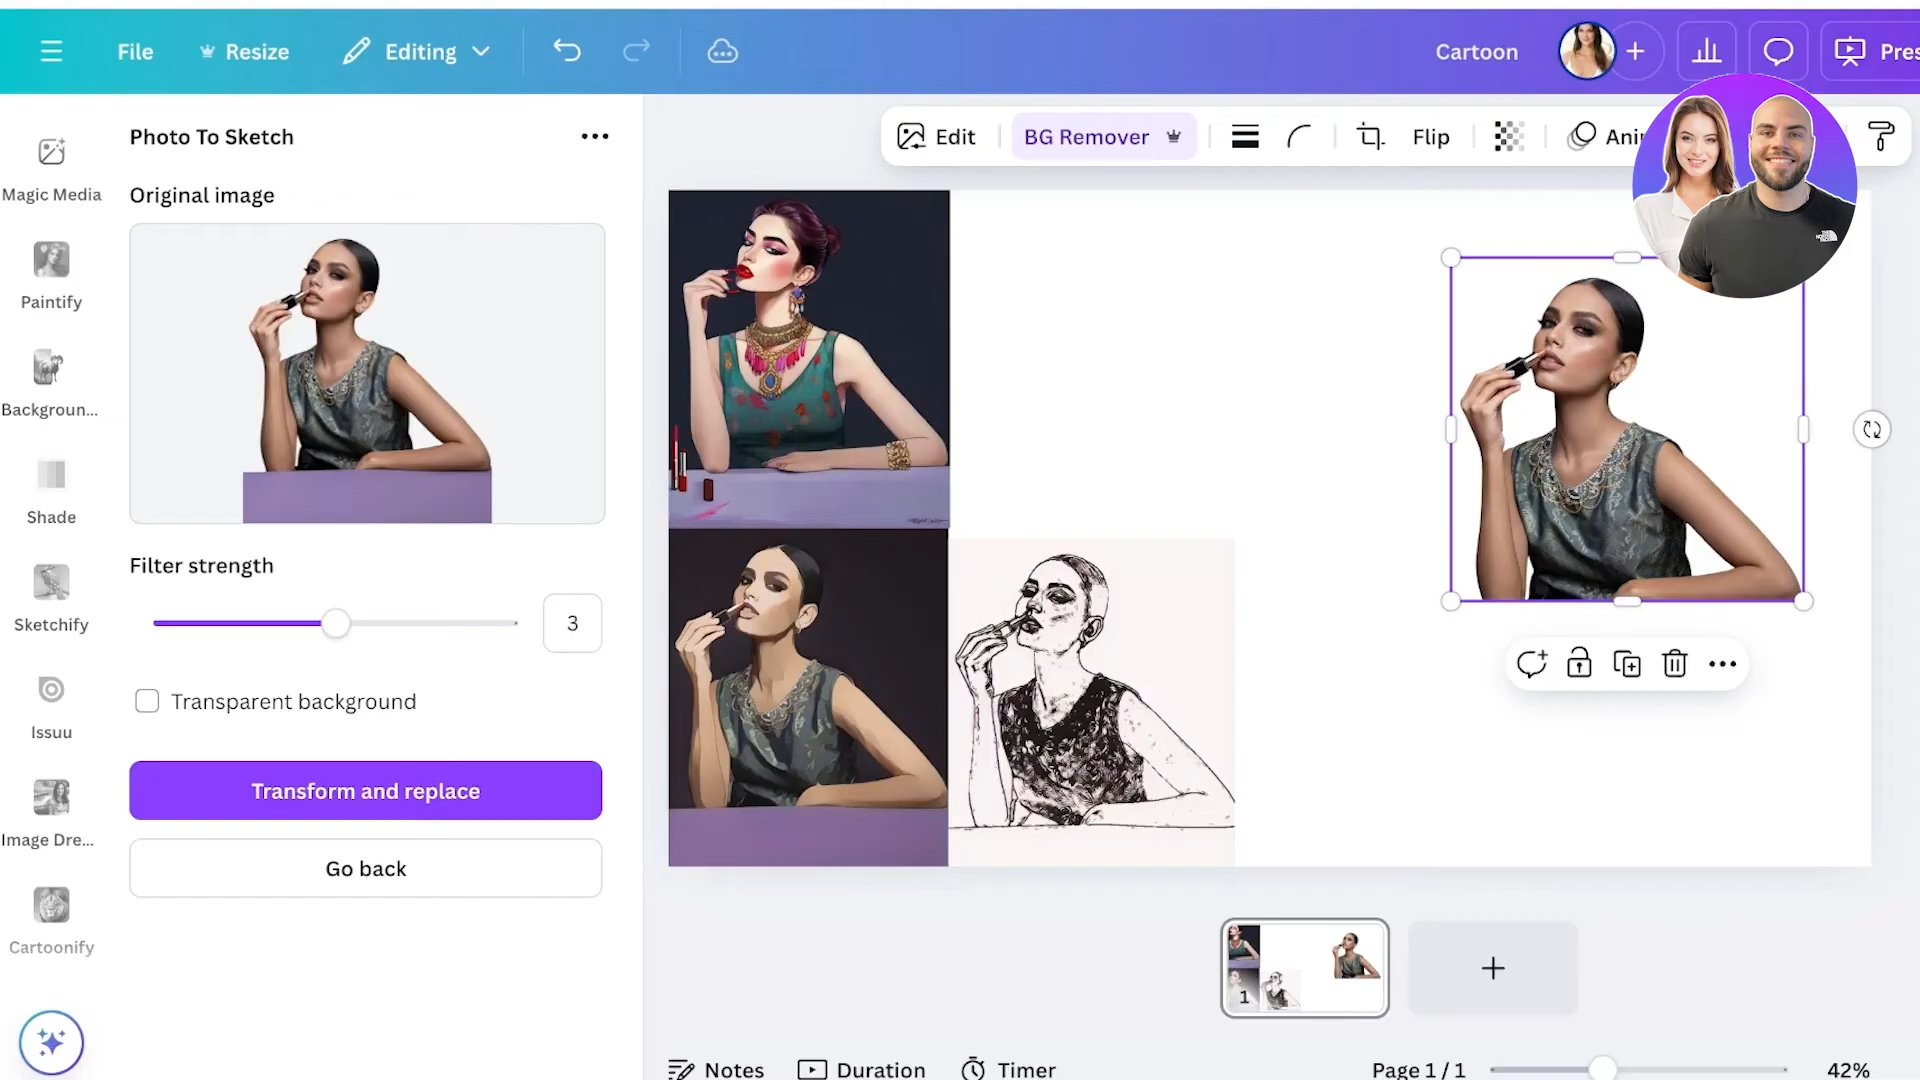 File
Resize
Editing
Cartoon
Pres
Photo To Sketch
Edit
BG Remover
Flip
Ani
Magic Media
Original image
Paintify
Backgroun...
Shade
Filter strength
Sketchify
3
Transparent background
Issuu
Transform and replace
Image Dre...
Go back
Cartoonify
1
Notes
Duration
Timer
Page 1 / 1
42%